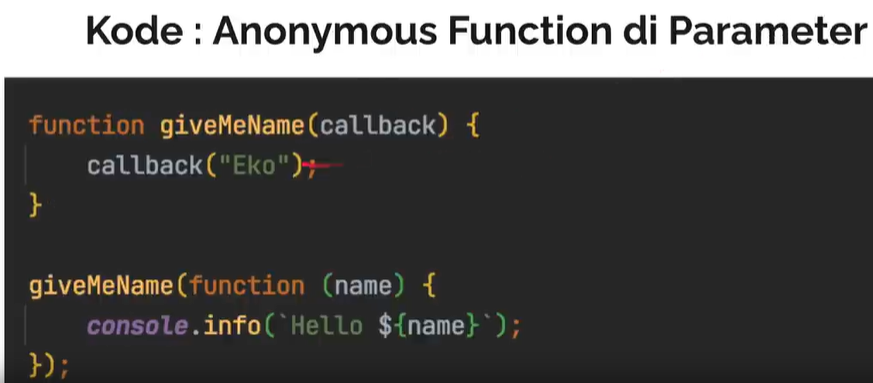 Kode : Anonymous Function di Parameter
function giveMeName(callback) {
    callback("Eko");
}
giveMeName(function (name) {
    console.info(`Hello ${name}`);
});